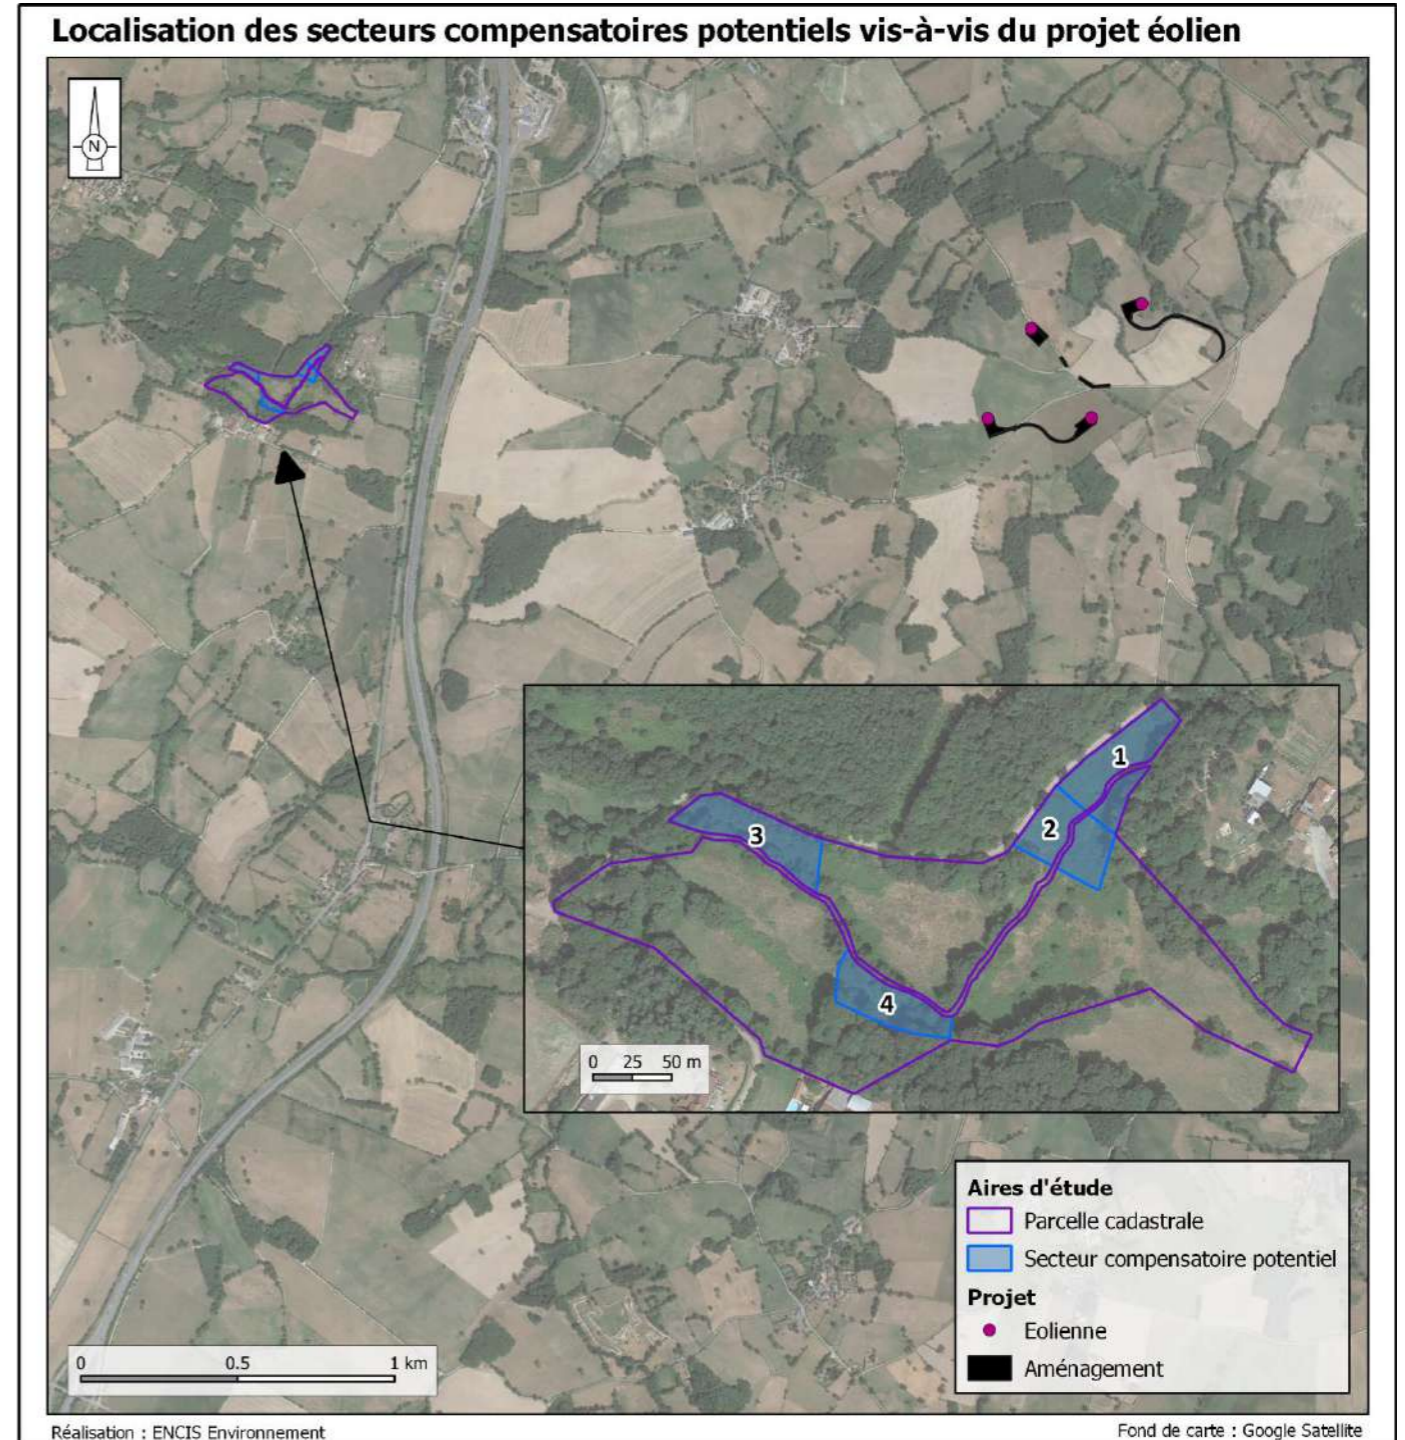 Localisation des secteurs compensatoires potentiels vis-à-vis du projet éolien
N
1
2
3
4
0 25 50 m
Aires d'étude
Parcelle cadastrale
Secteur compensatoire potentiel
Projet
Eolienne
Aménagement
0 0.5 1 km
Réalisation : ENCIS Environnement
Fond de carte : Google Satellite